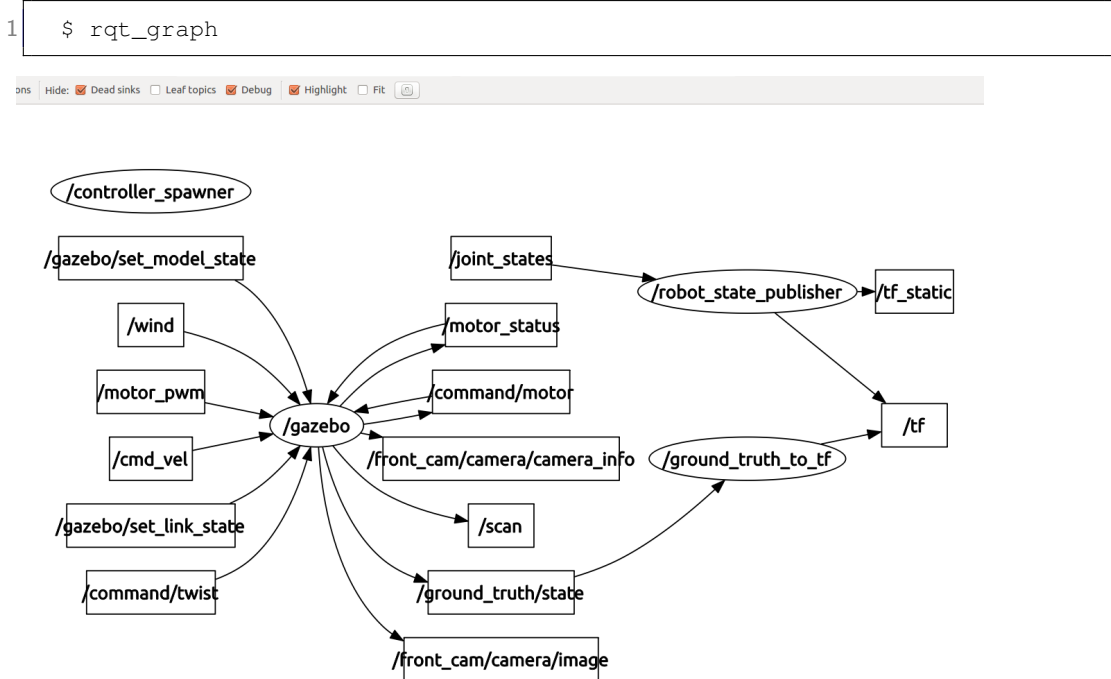 1 $ rqt_graph
ons Hide: Dead sinks Leaf topics Debug Highlight Fit
/controller_spawner
/gazebo/set_model_state
/joint_states
/robot_state_publisher
/tf_static
/wind
/motor_status
/motor_pwm
/command/motor
/gazebo
/tf
/cmd_vel
/front_cam/camera/camera_info
/ground_truth_to_tf
/gazebo/set_link_state
/scan
/command/twist
/ground_truth/state
/front_cam/camera/image